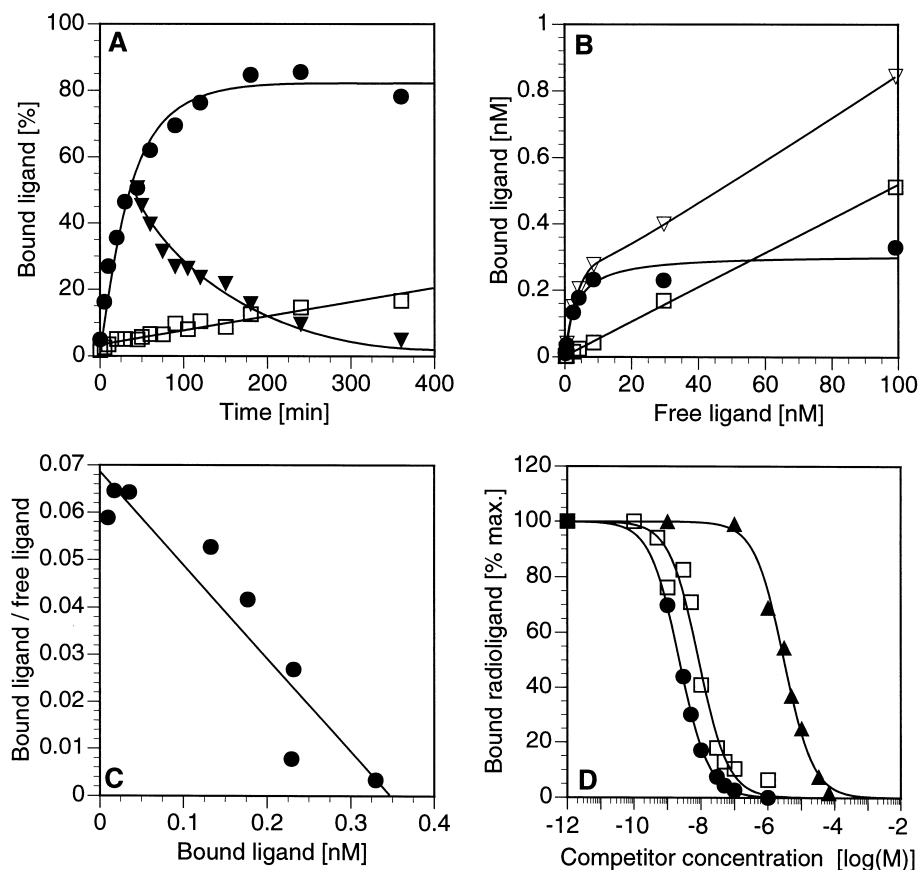 A
Bound ligand [%]
100
80
60
40
20
0
0 100 200 300 400
Time [min]
B
Bound ligand [nM]
1
0.8
0.6
0.4
0.2
0
0 20 40 60 80 100
Free ligand [nM]
C
Bound ligand / free ligand
0.07
0.06
0.05
0.04
0.03
0.02
0.01
0
0 0.1 0.2 0.3 0.4
Bound ligand [nM]
D
Bound radioligand [% max.]
120
100
80
60
40
20
0
-12 -10 -8 -6 -4 -2
Competitor concentration [log(M)]